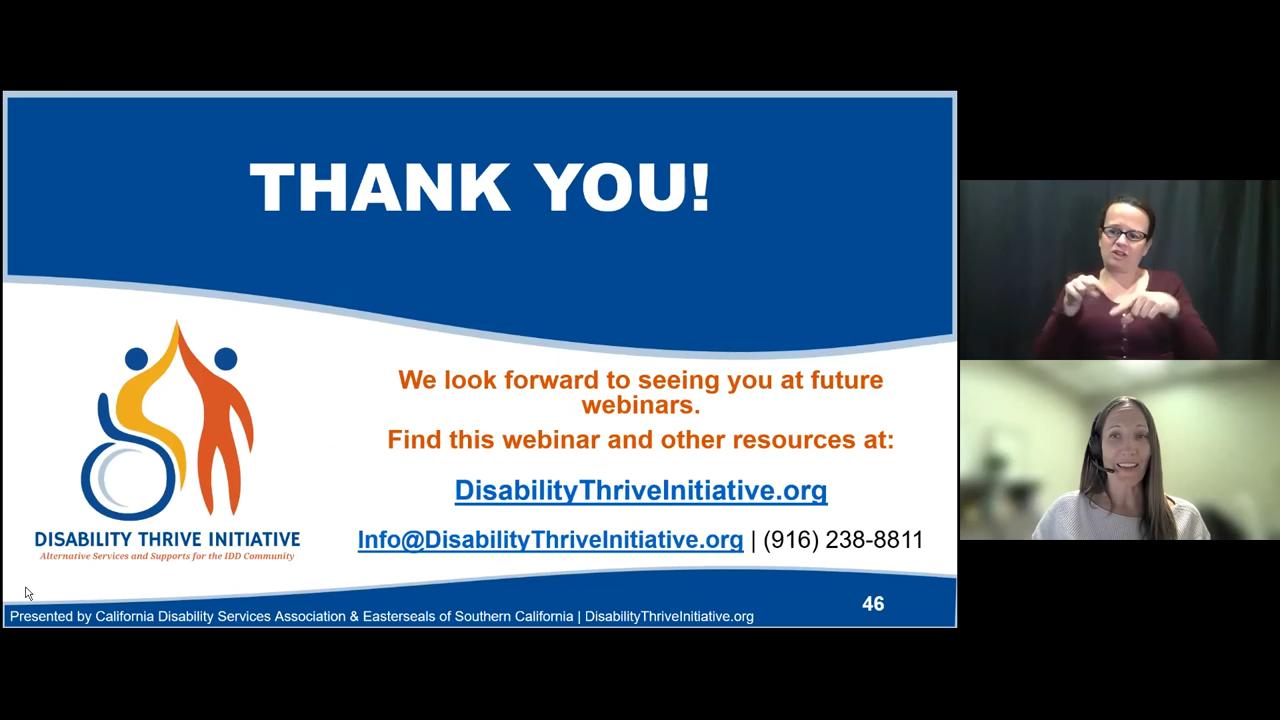 THANK YOU!
We look forward to seeing you at future
webinars.
Find this webinar and other resources at:
DisabilityThriveInitiative.org
Info@DisabilityThriveInitiative.org | (916) 238-8811
DISABILITY THRIVE INITIATIVE
Alternative Services and Supports for the IDD Community
46
Presented by California Disability Services Association & Easterseals of Southern California | DisabilityThriveInitiative.org